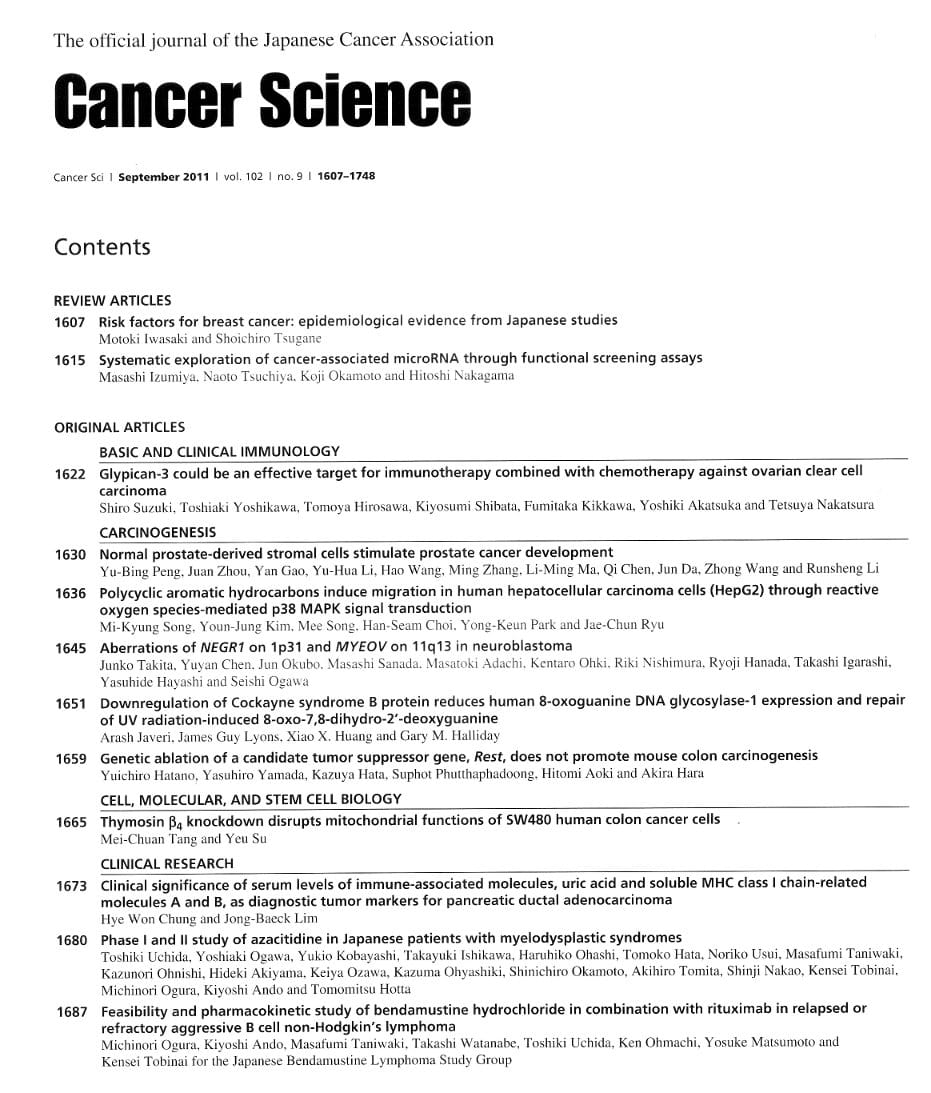 The official journal of the Japanese Cancer Association
Cancer Science
Cancer Sci | September 2011 | vol. 102 | no. 9 | 1607–1748
Contents
REVIEW ARTICLES
1607 Risk factors for breast cancer: epidemiological evidence from Japanese studies
Motoki Iwasaki and Shoichiro Tsugane
1615 Systematic exploration of cancer-associated microRNA through functional screening assays
Masashi Izumiya, Naoto Tsuchiya, Koji Okamoto and Hitoshi Nakagama
ORIGINAL ARTICLES
BASIC AND CLINICAL IMMUNOLOGY
1622 Glypican-3 could be an effective target for immunotherapy combined with chemotherapy against ovarian clear cell
carcinoma
Shiro Suzuki, Toshiaki Yoshikawa, Tomoya Hirosawa, Kiyosumi Shibata, Fumitaka Kikkawa, Yoshiki Akatsuka and Tetsuya Nakatsura
CARCINOGENESIS
1630 Normal prostate-derived stromal cells stimulate prostate cancer development
Yu-Bing Peng, Juan Zhou, Yan Gao, Yu-Hua Li, Hao Wang, Ming Zhang, Li-Ming Ma, Qi Chen, Jun Da, Zhong Wang and Runsheng Li
1636 Polycyclic aromatic hydrocarbons induce migration in human hepatocellular carcinoma cells (HepG2) through reactive
oxygen species-mediated p38 MAPK signal transduction
Mi-Kyung Song, Youn-Jung Kim, Mee Song, Han-Seam Choi, Yong-Keun Park and Jae-Chun Ryu
1645 Aberrations of NEGR1 on 1p31 and MYEOV on 11q13 in neuroblastoma
Junko Takita, Yuyan Chen, Jun Okubo, Masashi Sanada, Masatoki Adachi, Kentaro Ohki, Riki Nishimura, Ryoji Hanada, Takashi Igarashi,
Yasuhide Hayashi and Seishi Ogawa
1651 Downregulation of Cockayne syndrome B protein reduces human 8-oxoguanine DNA glycosylase-1 expression and repair
of UV radiation-induced 8-oxo-7,8-dihydro-2′-deoxyguanine
Arash Javeri, James Guy Lyons, Xiao X. Huang and Gary M. Halliday
1659 Genetic ablation of a candidate tumor suppressor gene, Rest, does not promote mouse colon carcinogenesis
Yuichiro Hatano, Yasuhiro Yamada, Kazuya Hata, Suphot Phutthaphadoong, Hitomi Aoki and Akira Hara
CELL, MOLECULAR, AND STEM CELL BIOLOGY
1665 Thymosin β4 knockdown disrupts mitochondrial functions of SW480 human colon cancer cells
Mei-Chuan Tang and Yeu Su
CLINICAL RESEARCH
1673 Clinical significance of serum levels of immune-associated molecules, uric acid and soluble MHC class I chain-related
molecules A and B, as diagnostic tumor markers for pancreatic ductal adenocarcinoma
Hye Won Chung and Jong-Baeck Lim
1680 Phase I and II study of azacitidine in Japanese patients with myelodysplastic syndromes
Toshiki Uchida, Yoshiaki Ogawa, Yukio Kobayashi, Takayuki Ishikawa, Haruhiko Ohashi, Tomoko Hata, Noriko Usui, Masafumi Taniwaki,
Kazunori Ohnishi, Hideki Akiyama, Keiya Ozawa, Kazuma Ohyashiki, Shinichiro Okamoto, Akihiro Tomita, Shinji Nakao, Kensei Tobinai,
Michinori Ogura, Kiyoshi Ando and Tomomitsu Hotta
1687 Feasibility and pharmacokinetic study of bendamustine hydrochloride in combination with rituximab in relapsed or
refractory aggressive B cell non-Hodgkin's lymphoma
Michinori Ogura, Kiyoshi Ando, Masafumi Taniwaki, Takashi Watanabe, Toshiki Uchida, Ken Ohmachi, Yosuke Matsumoto and
Kensei Tobinai for the Japanese Bendamustine Lymphoma Study Group